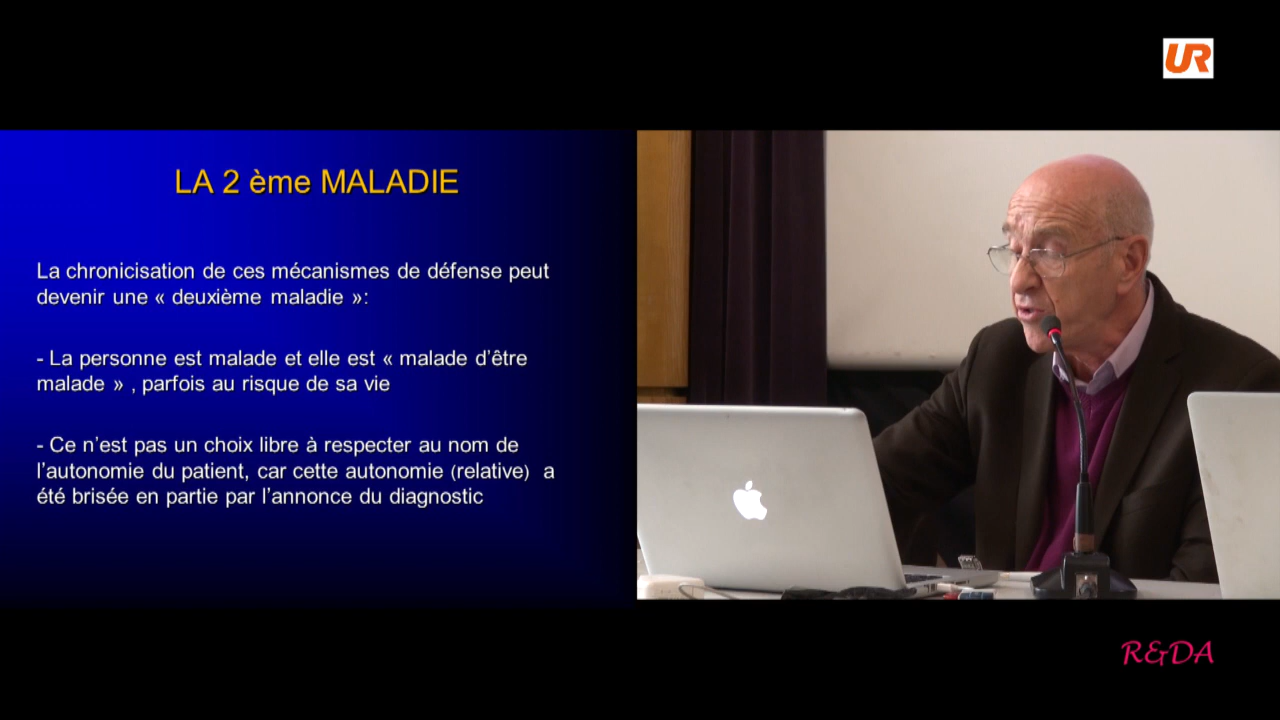 UR
LA 2 ème MALADIE
La chronicisation de ces mécanismes de défense peut
devenir une « deuxième maladie »:
- La personne est malade et elle est « malade d’être
malade » , parfois au risque de sa vie
- Ce n’est pas un choix libre à respecter au nom de
l’autonomie du patient, car cette autonomie (relative) a
été brisée en partie par l’annonce du diagnostic
R&DA